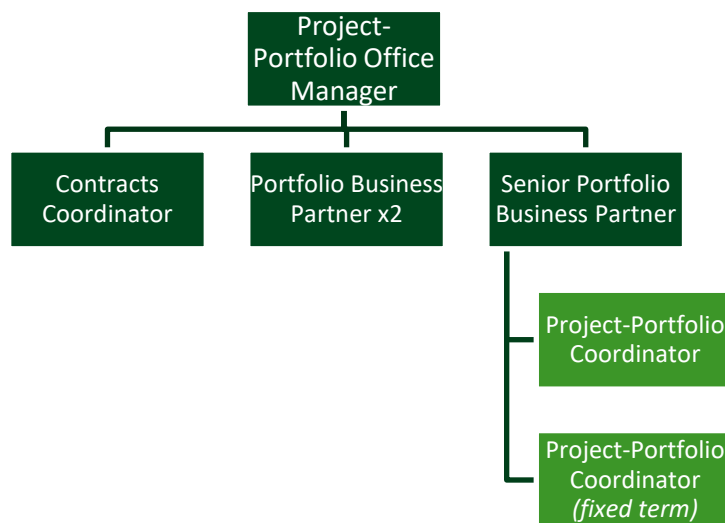 Project-
Portfolio Office
Manager
Contracts
Coordinator
Portfolio Business
Partner x2
Senior Portfolio
Business Partner
Project-Portfolio
Coordinator
Project-Portfolio
Coordinator
(fixed term)